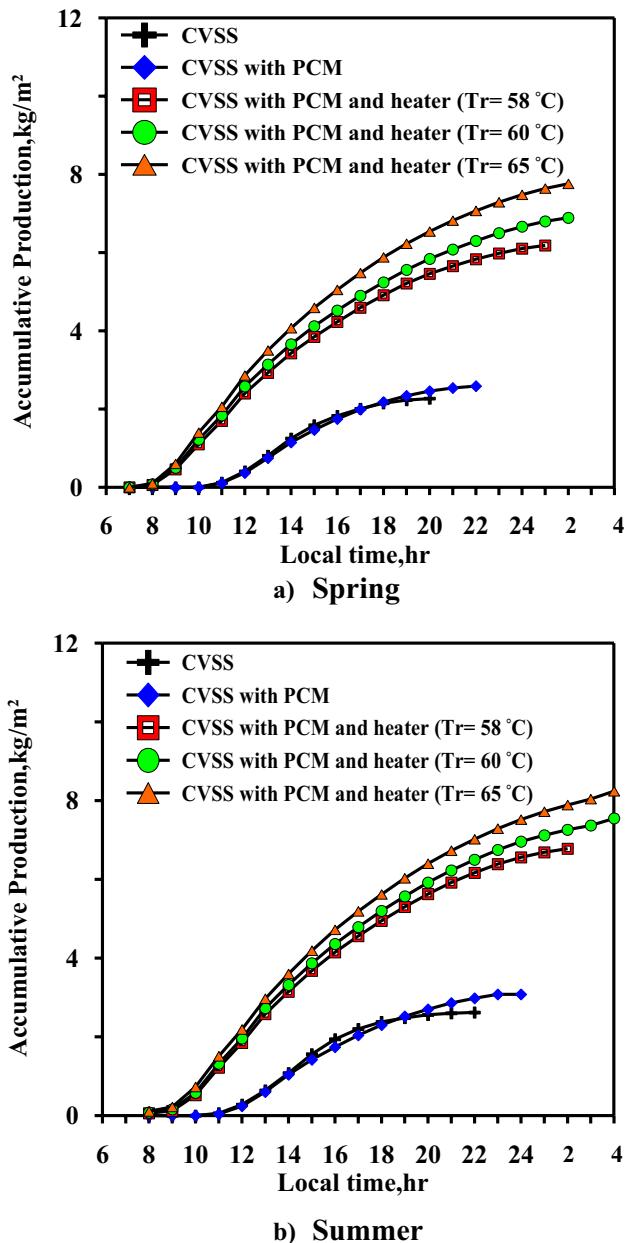 12
CVSS
CVSS with PCM
CVSS with PCM and heater (Tr= 58 °C)
CVSS with PCM and heater (Tr= 60 °C)
CVSS with PCM and heater (Tr= 65 °C)
8
4
0
Accumulative Production,kg/m²
6 8 10 12 14 16 18 20 22 24 2 4
Local time,hr
a) Spring
12
CVSS
CVSS with PCM
CVSS with PCM and heater (Tr= 58 °C)
CVSS with PCM and heater (Tr= 60 °C)
CVSS with PCM and heater (Tr= 65 °C)
8
4
0
Accumulative Production,kg/m²
6 8 10 12 14 16 18 20 22 24 2 4
Local time,hr
b) Summer